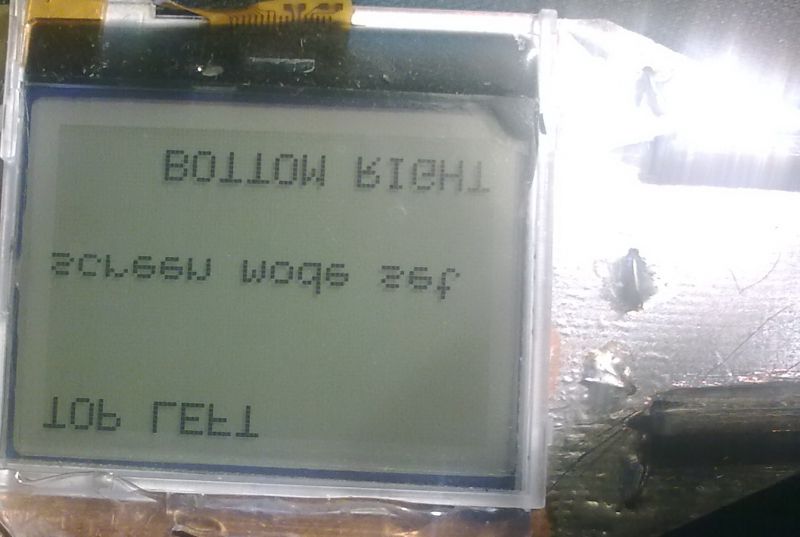 TOP LEFT
screen mode set
BOTTOM RIGHT